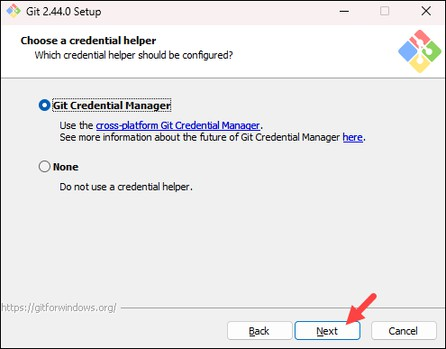 Git 2.44.0 Setup
Choose a credential helper
Which credential helper should be configured?
Git Credential Manager
Use the cross-platform Git Credential Manager.
See more information about the future of Git Credential Manager here.
None
Do not use a credential helper.
https://gitforwindows.org/
Back
Next
Cancel